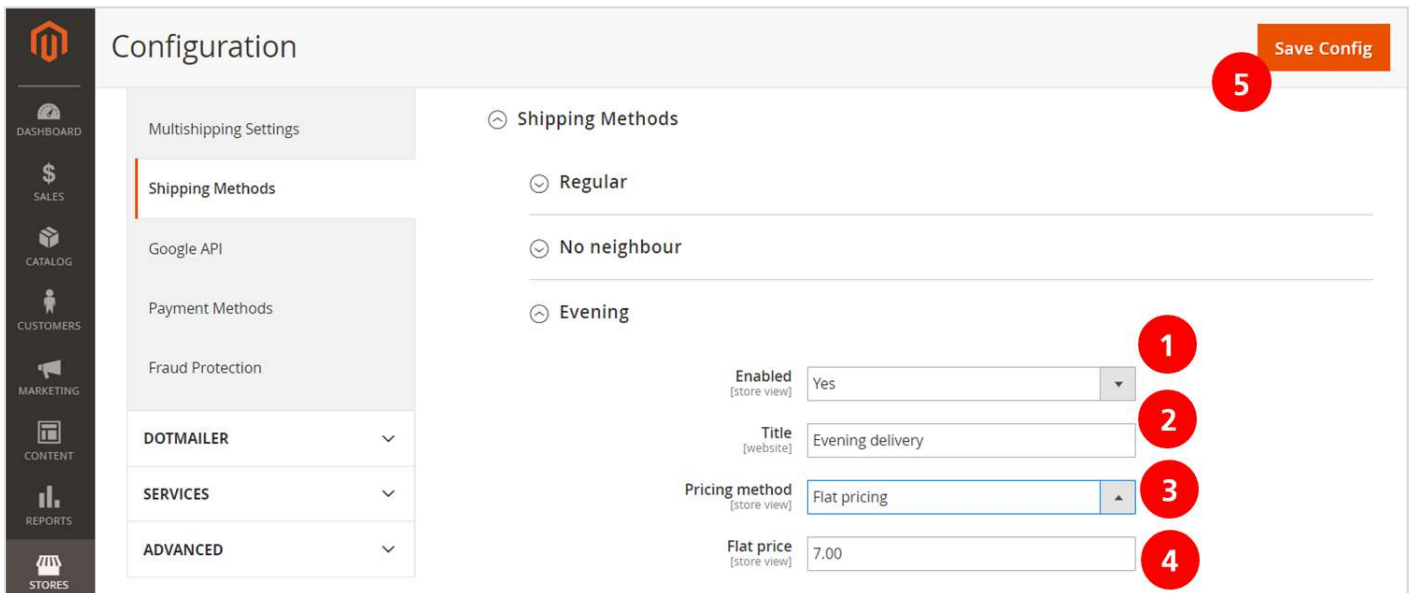 Configuration
Save Config
5
DASHBOARD
SALES
CATALOG
CUSTOMERS
MARKETING
CONTENT
REPORTS
STORES
Multishipping Settings
Shipping Methods
Google API
Payment Methods
Fraud Protection
DOTMAILER
SERVICES
ADVANCED
Shipping Methods
Regular
No neighbour
Evening
1
Enabled
[store view]
Yes
2
Title
[website]
Evening delivery
3
Pricing method
[store view]
Flat pricing
4
Flat price
[store view]
7.00